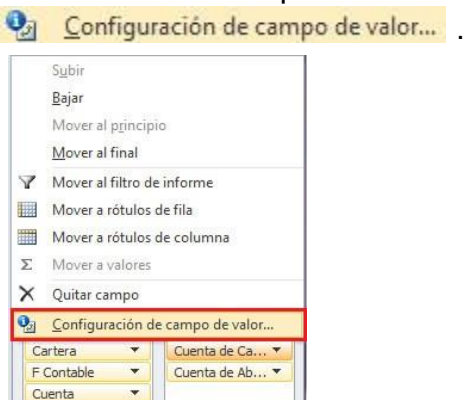 Configuración de campo de valor... .
Subir
Bajar
Mover al principio
Mover al final
Mover al filtro de informe
Mover a rótulos de fila
Mover a rótulos de columna
Σ Mover a valores
Quitar campo
Configuración de campo de valor...
Cartera Cuenta de Ca...
F Contable Cuenta de Ab...
Cuenta